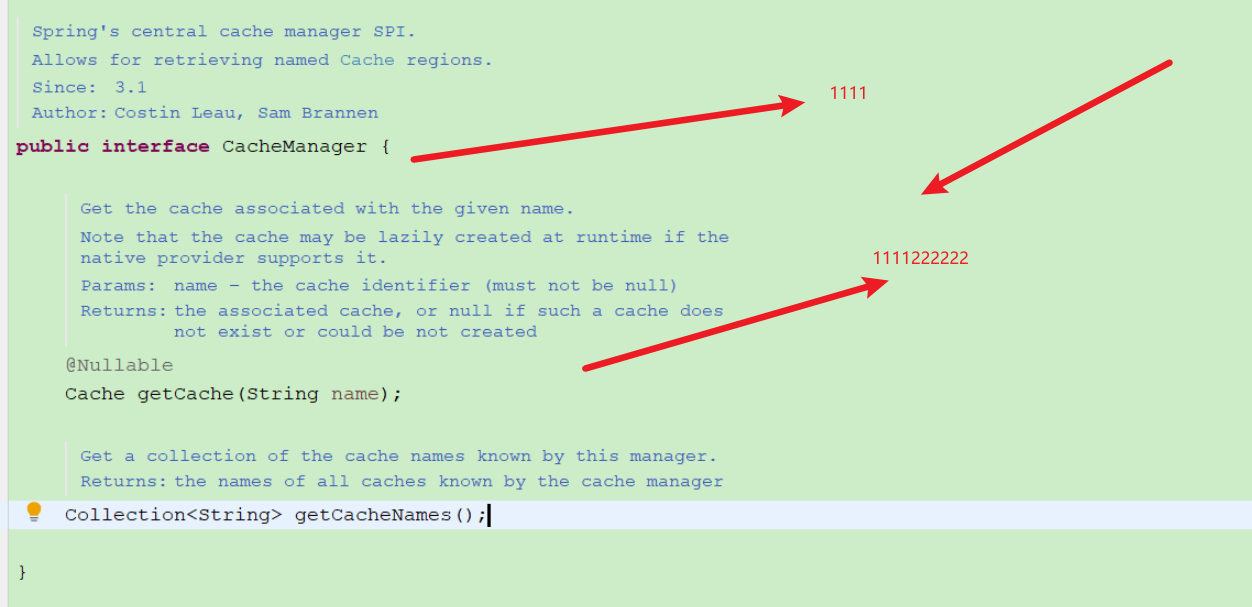 Spring's central cache manager SPI.
Allows for retrieving named Cache regions.
Since: 3.1
Author: Costin Leau, Sam Brannen
1111
public interface CacheManager {
Get the cache associated with the given name.
Note that the cache may be lazily created at runtime if the
native provider supports it.
1111222222
Params: name – the cache identifier (must not be null)
Returns: the associated cache, or null if such a cache does
not exist or could be not created
@Nullable
Cache getCache(String name);
Get a collection of the cache names known by this manager.
Returns: the names of all caches known by the cache manager
Collection<String> getCacheNames();
}